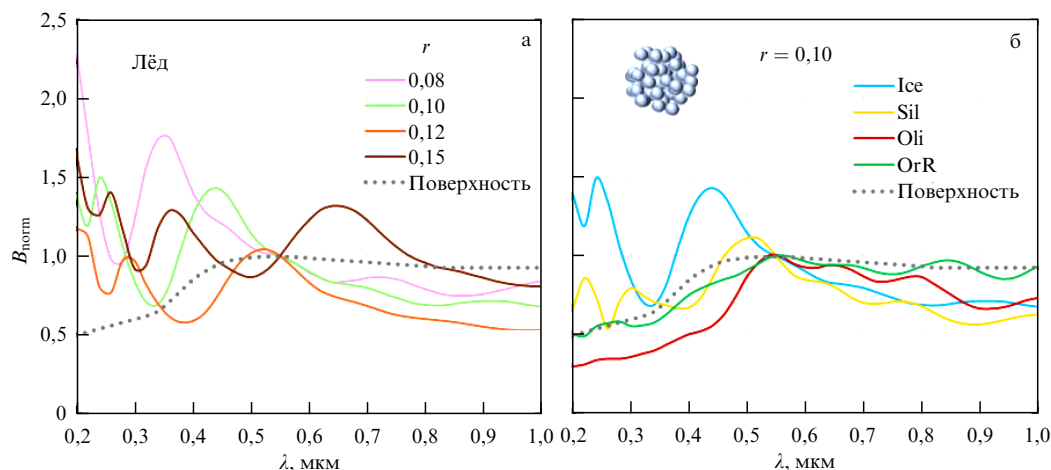 2,5
2,0
1,5
1,0
0,5
0
B norm
0,2 0,3 0,4 0,5 0,6 0,7 0,8 0,9 1,0
λ, мкм
а
Лёд
r
0,08
0,10
0,12
0,15
Поверхность
б
r = 0,10
Ice
Sil
Oli
OrR
Поверхность
0,2 0,3 0,4 0,5 0,6 0,7 0,8 0,9 1,0
λ, мкм